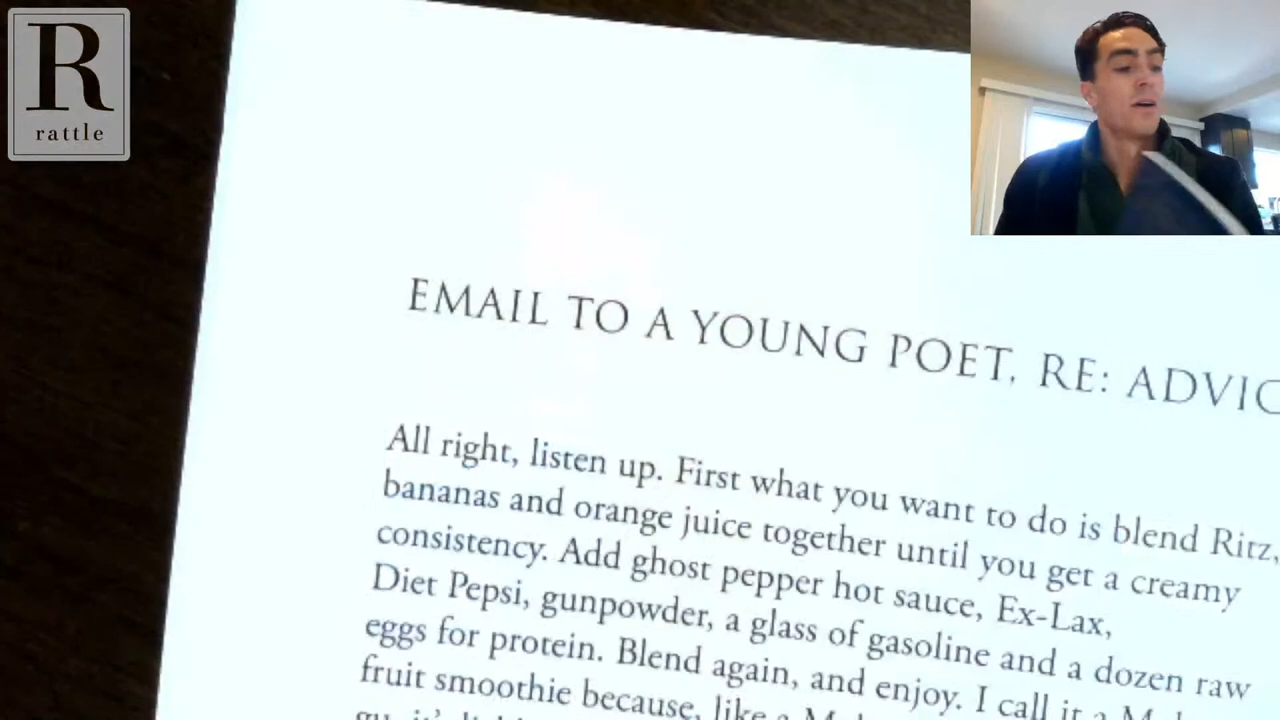 R
rattle
EMAIL TO A YOUNG POET, RE: ADVIC
All right, listen up. First what you want to do is blend Ritz,
bananas and orange juice together until you get a creamy
consistency. Add ghost pepper hot sauce, Ex-Lax,
Diet Pepsi, gunpowder, a glass of gasoline and a dozen raw
eggs for protein. Blend again, and enjoy. I call it a
fruit smoothie because, like a